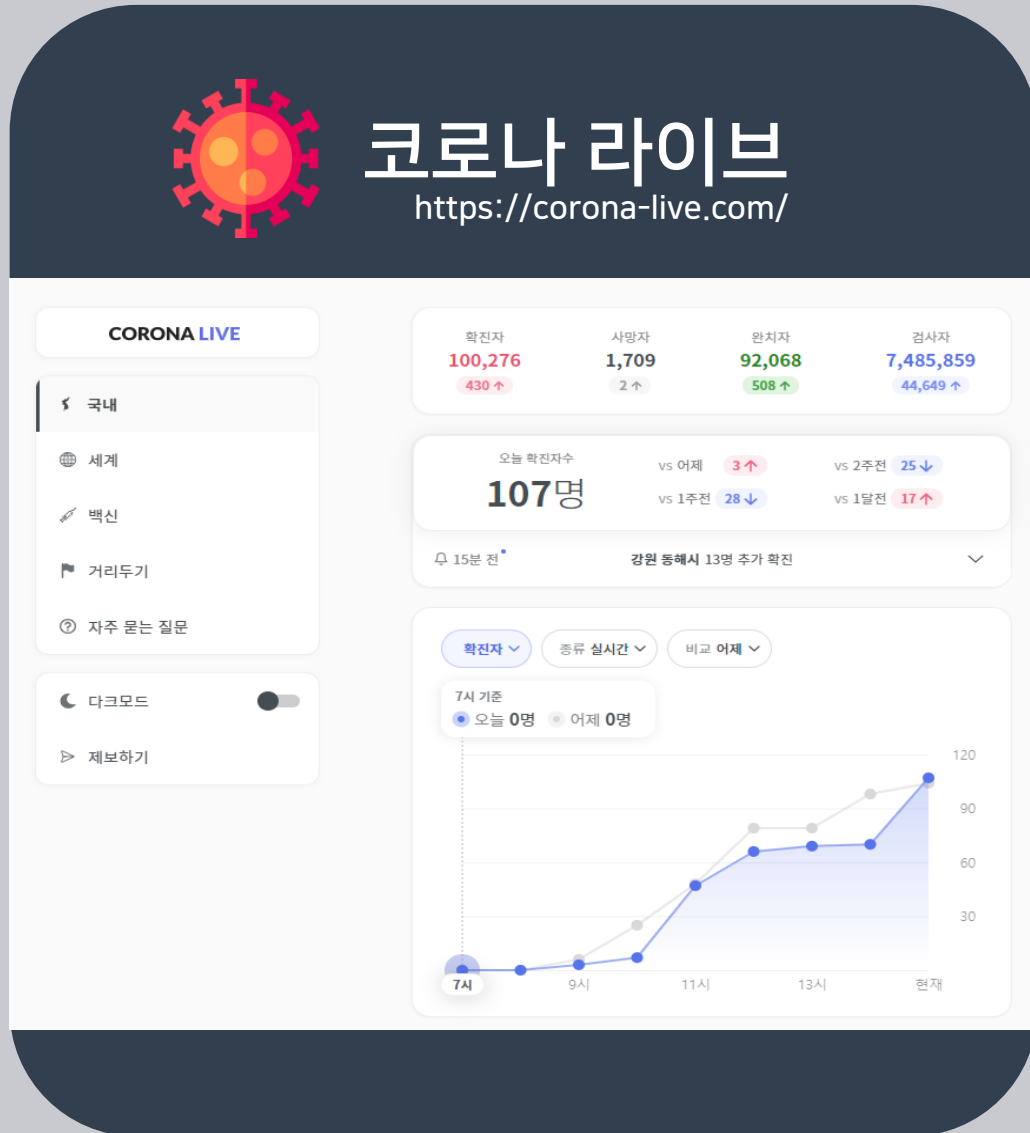 코로나 라이브
https://corona-live.com/
CORONA LIVE
국내
세계
백신
거리두기
자주 묻는 질문
다크모드
제보하기
확진자 사망자 완치자 검사자
100,276 1,709 92,068 7,485,859
430 ↑ 2 ↑ 508 ↑ 44,649 ↑
오늘 확진자수
107명
vs 어제 3 ↑ vs 2주전 25 ↓
vs 1주전 28 ↓ vs 1달전 17 ↑
15분 전 강원 동해시 13명 추가 확진
확진자 종류 실시간 비교 어제
7시 기준
오늘 0명 어제 0명
120
90
60
30
7시 9시 11시 13시 현재